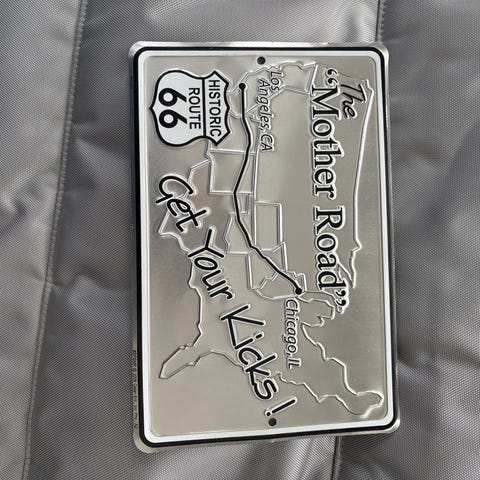 The
"Mother Road"
Los
Angeles, CA
Chicago, IL
HISTORIC
ROUTE
66
Get Your Kicks!